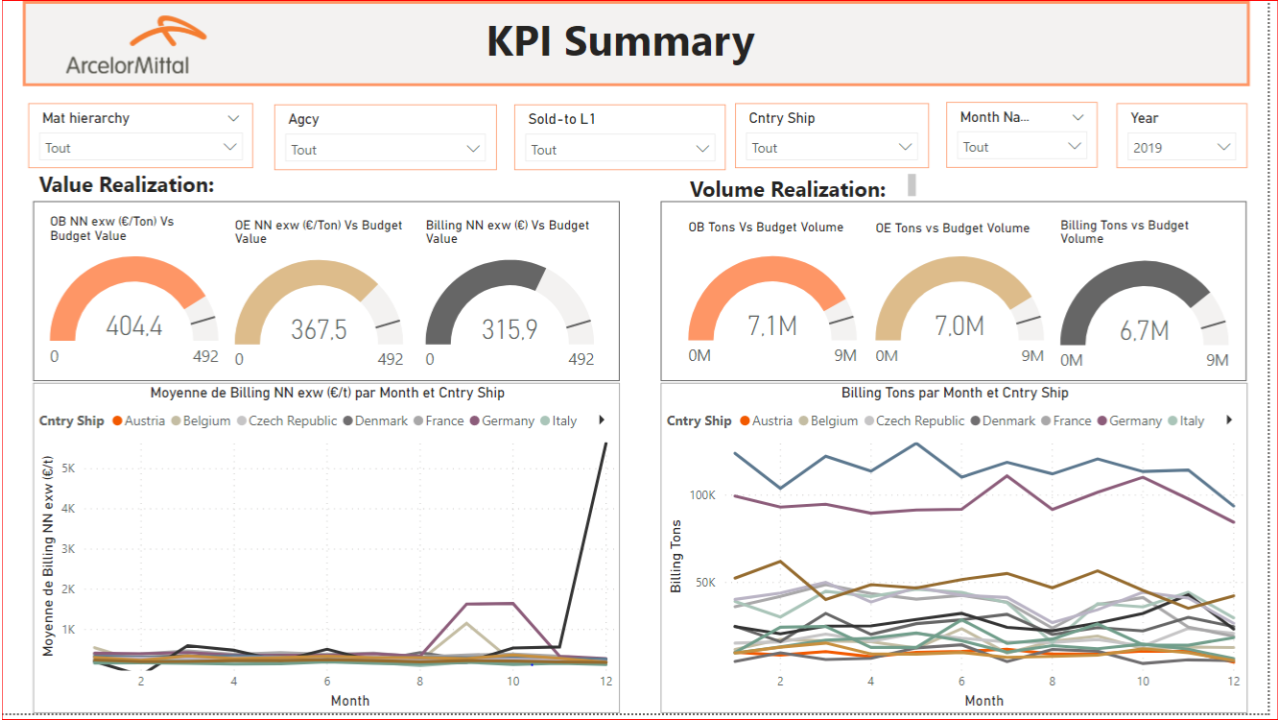 ArcelorMittal
KPI Summary
Mat hierarchy
Tout
Agcy
Tout
Sold-to L1
Tout
Cntry Ship
Tout
Month Na...
Tout
Year
2019
Value Realization:
OB NN exw (€/Ton) Vs
Budget Value
404,4
0
492
OE NN exw (€/Ton) Vs Budget
Value
367,5
0
492
Billing NN exw (€) Vs Budget
Value
315,9
0
492
Volume Realization:
OB Tons Vs Budget Volume
7,1M
0M
9M
OE Tons vs Budget Volume
7,0M
0M
9M
Billing Tons vs Budget
Volume
6,7M
0M
9M
Moyenne de Billing NN exw (€/t) par Month et Cntry Ship
Cntry Ship Austria Belgium Czech Republic Denmark France Germany Italy
Moyenne de Billing NN exw (€/t)
5K
4K
3K
2K
1K
2 4 6 8 10 12
Month
Billing Tons par Month et Cntry Ship
Cntry Ship Austria Belgium Czech Republic Denmark France Germany Italy
Billing Tons
100K
50K
2 4 6 8 10 12
Month